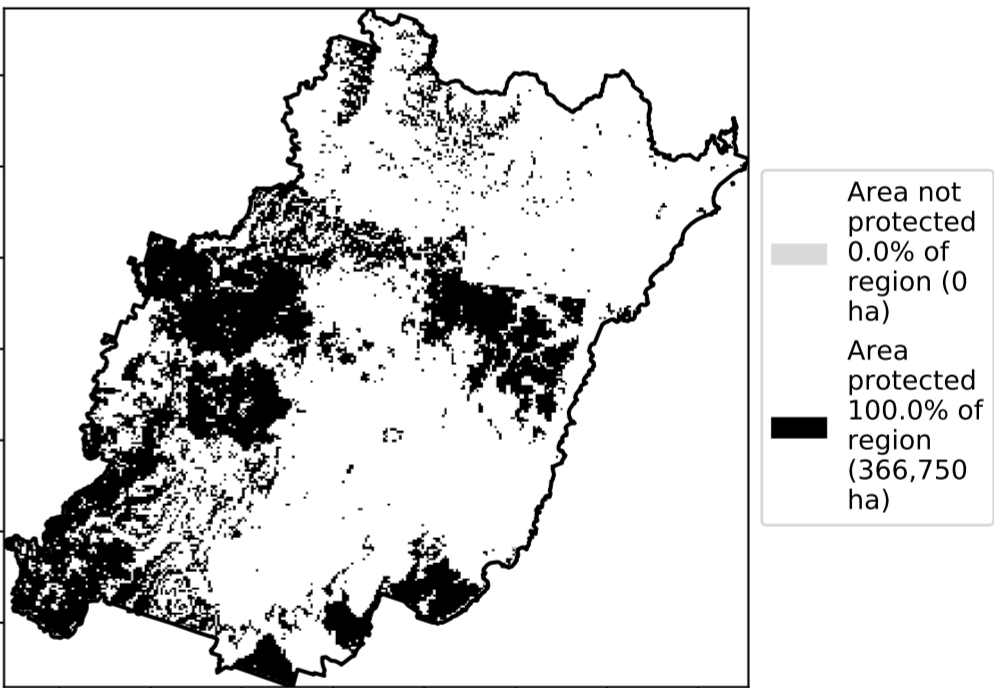 Area not
protected
0.0% of
region (0
ha)
Area
protected
100.0% of
region
(366,750
ha)